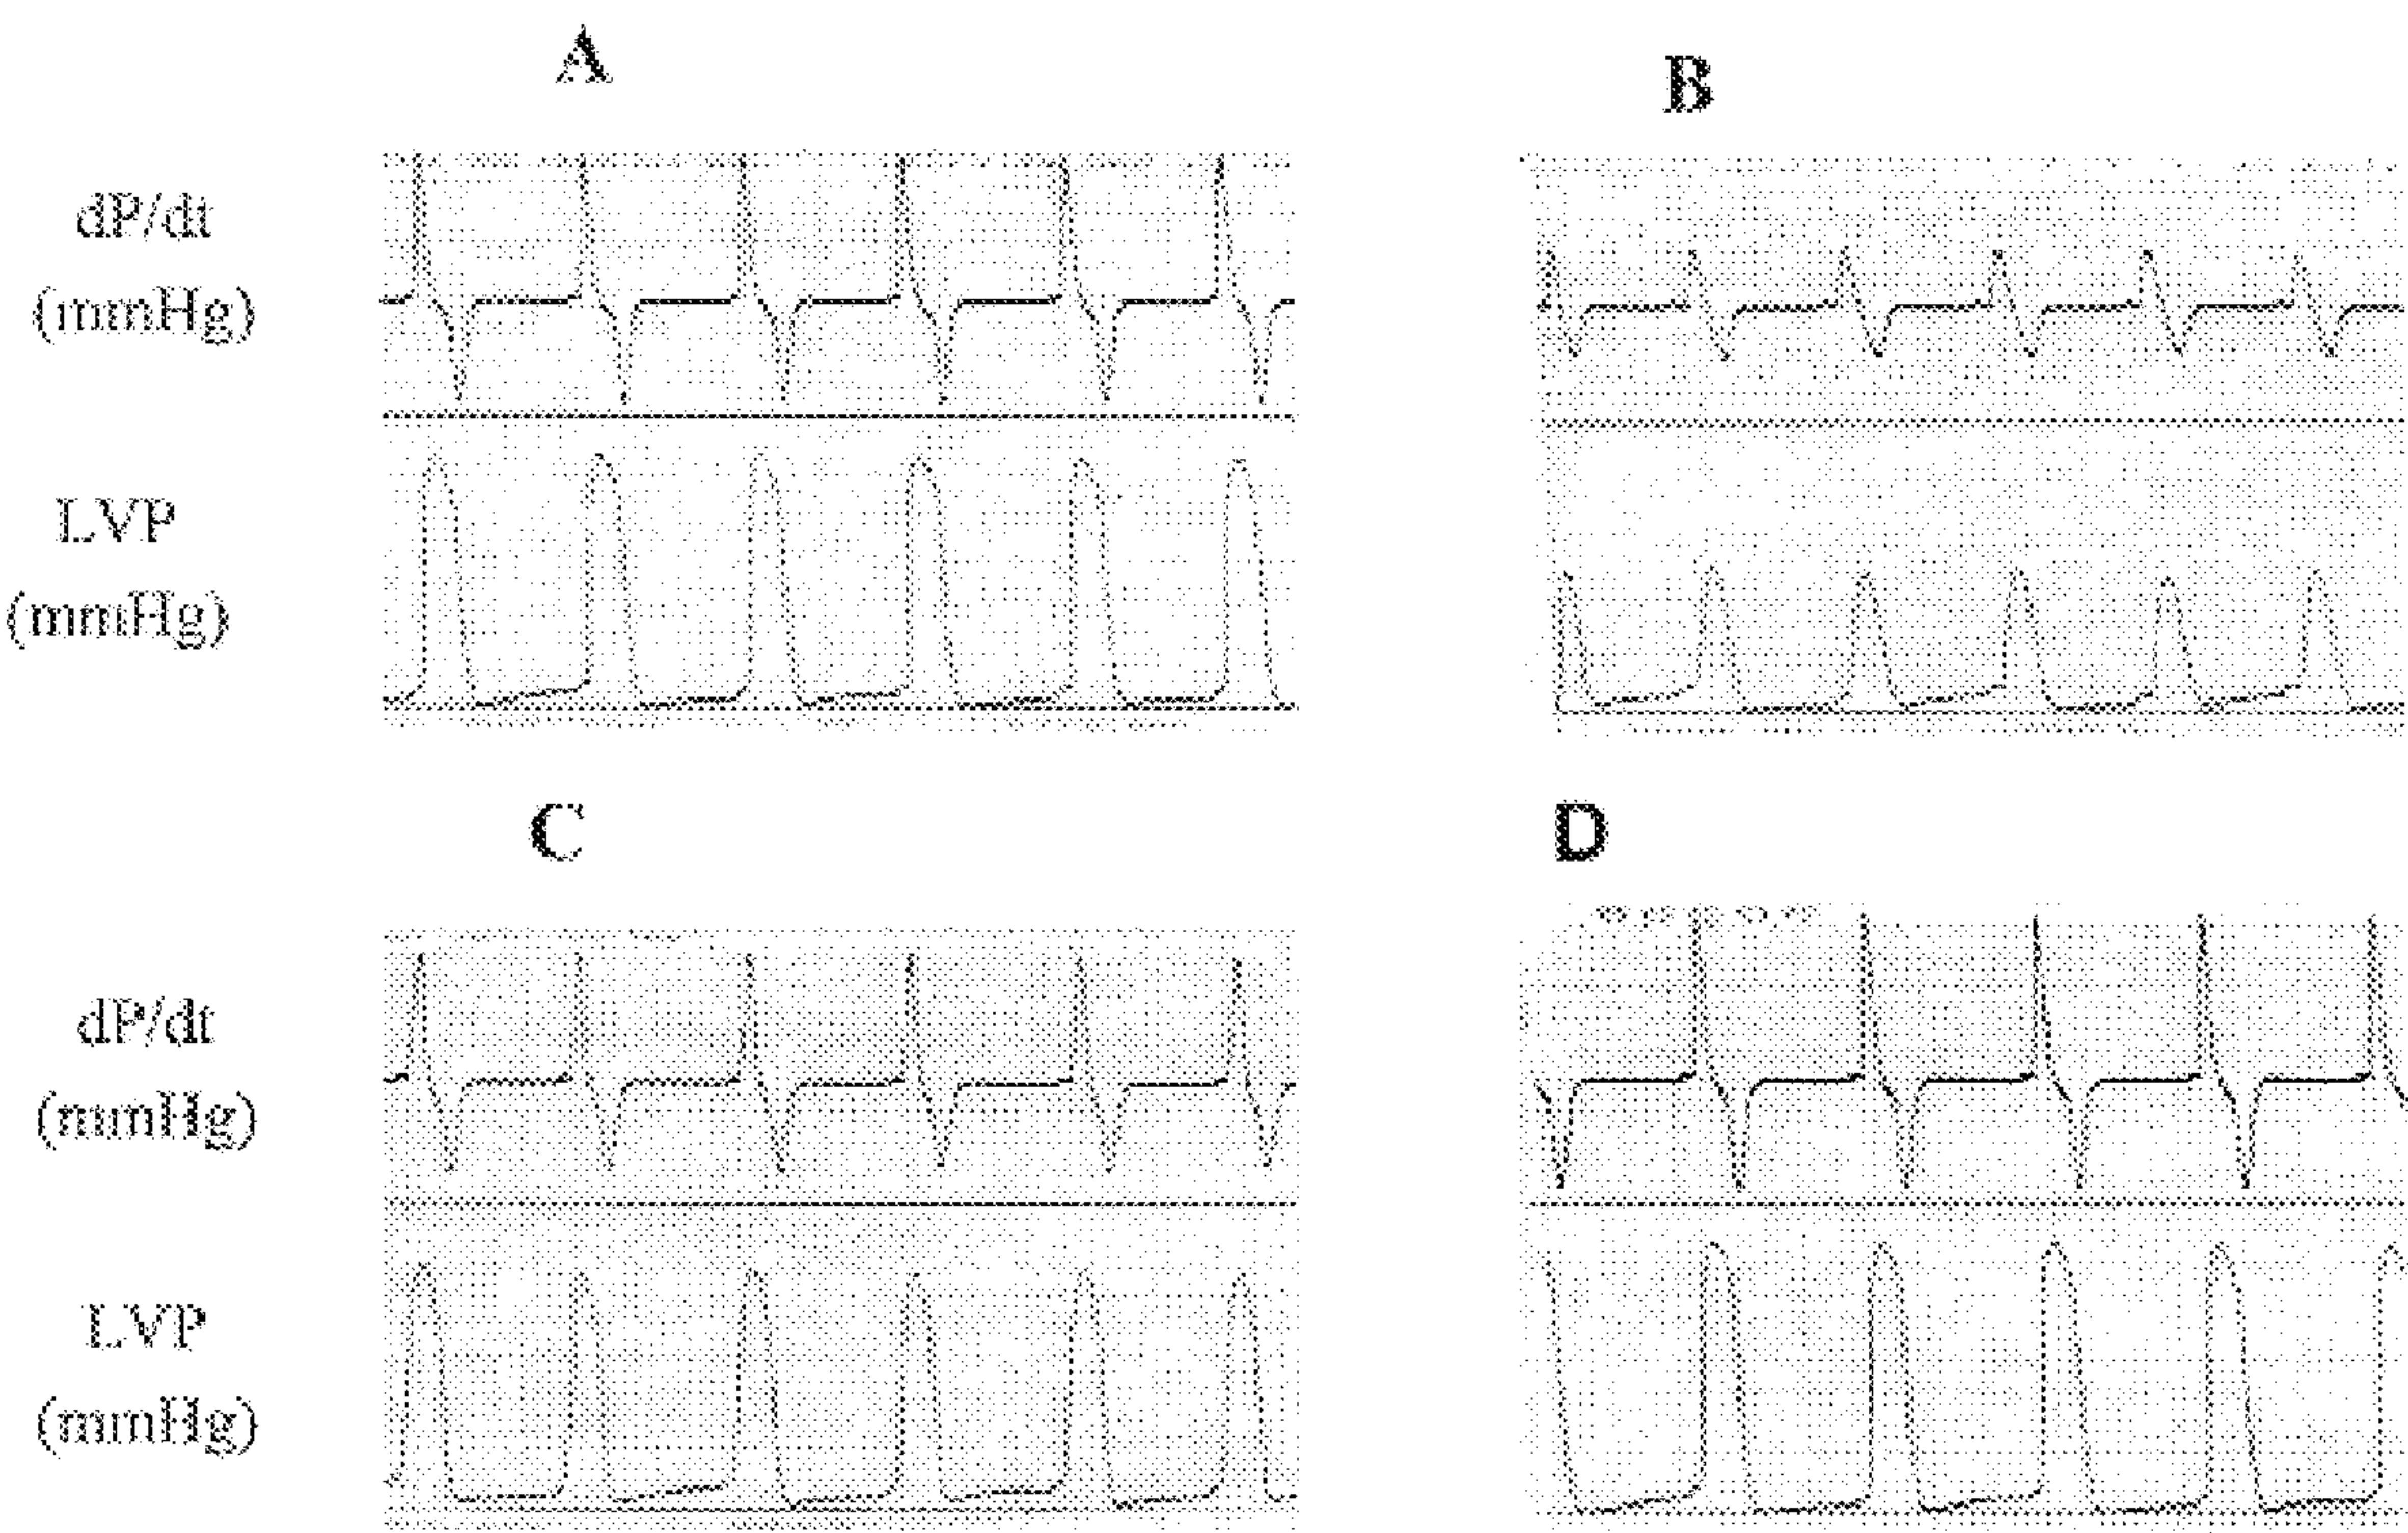 A
B
dP/dt
(mmHg)
LVP
(mmHg)
C
D
dP/dt
(mmHg)
LVP
(mmHg)